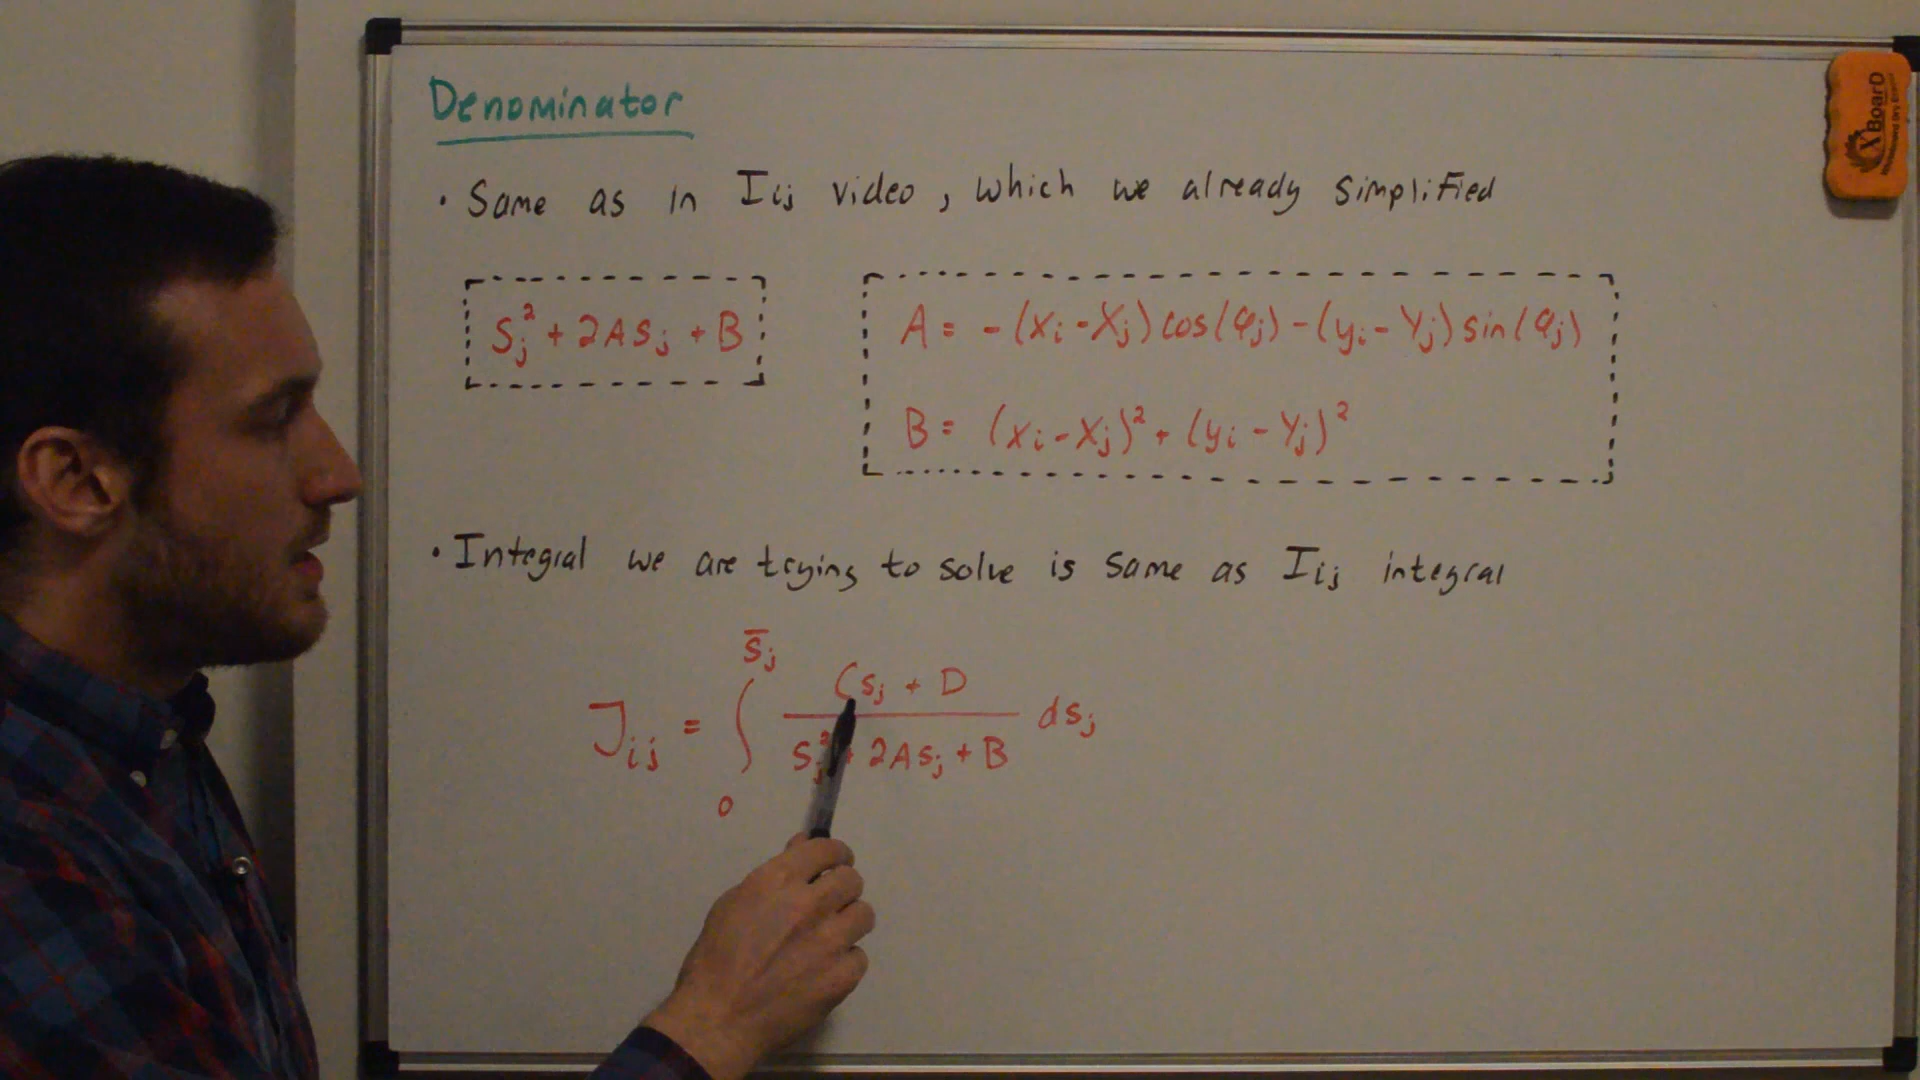 Denominator
• Same as in Iij video, which we already simplified
sj² + 2Asj + B
A = -(xi - Xj) cos(φj) - (yi - Yj) sin(φj)
B = (xi - Xj)² + (yi - Yj)²
• Integral we are trying to solve is same as Iij integral
Jij = ∫₀^s̄j (Csj + D) / (sj² + 2Asj + B) dsj
XBoarD